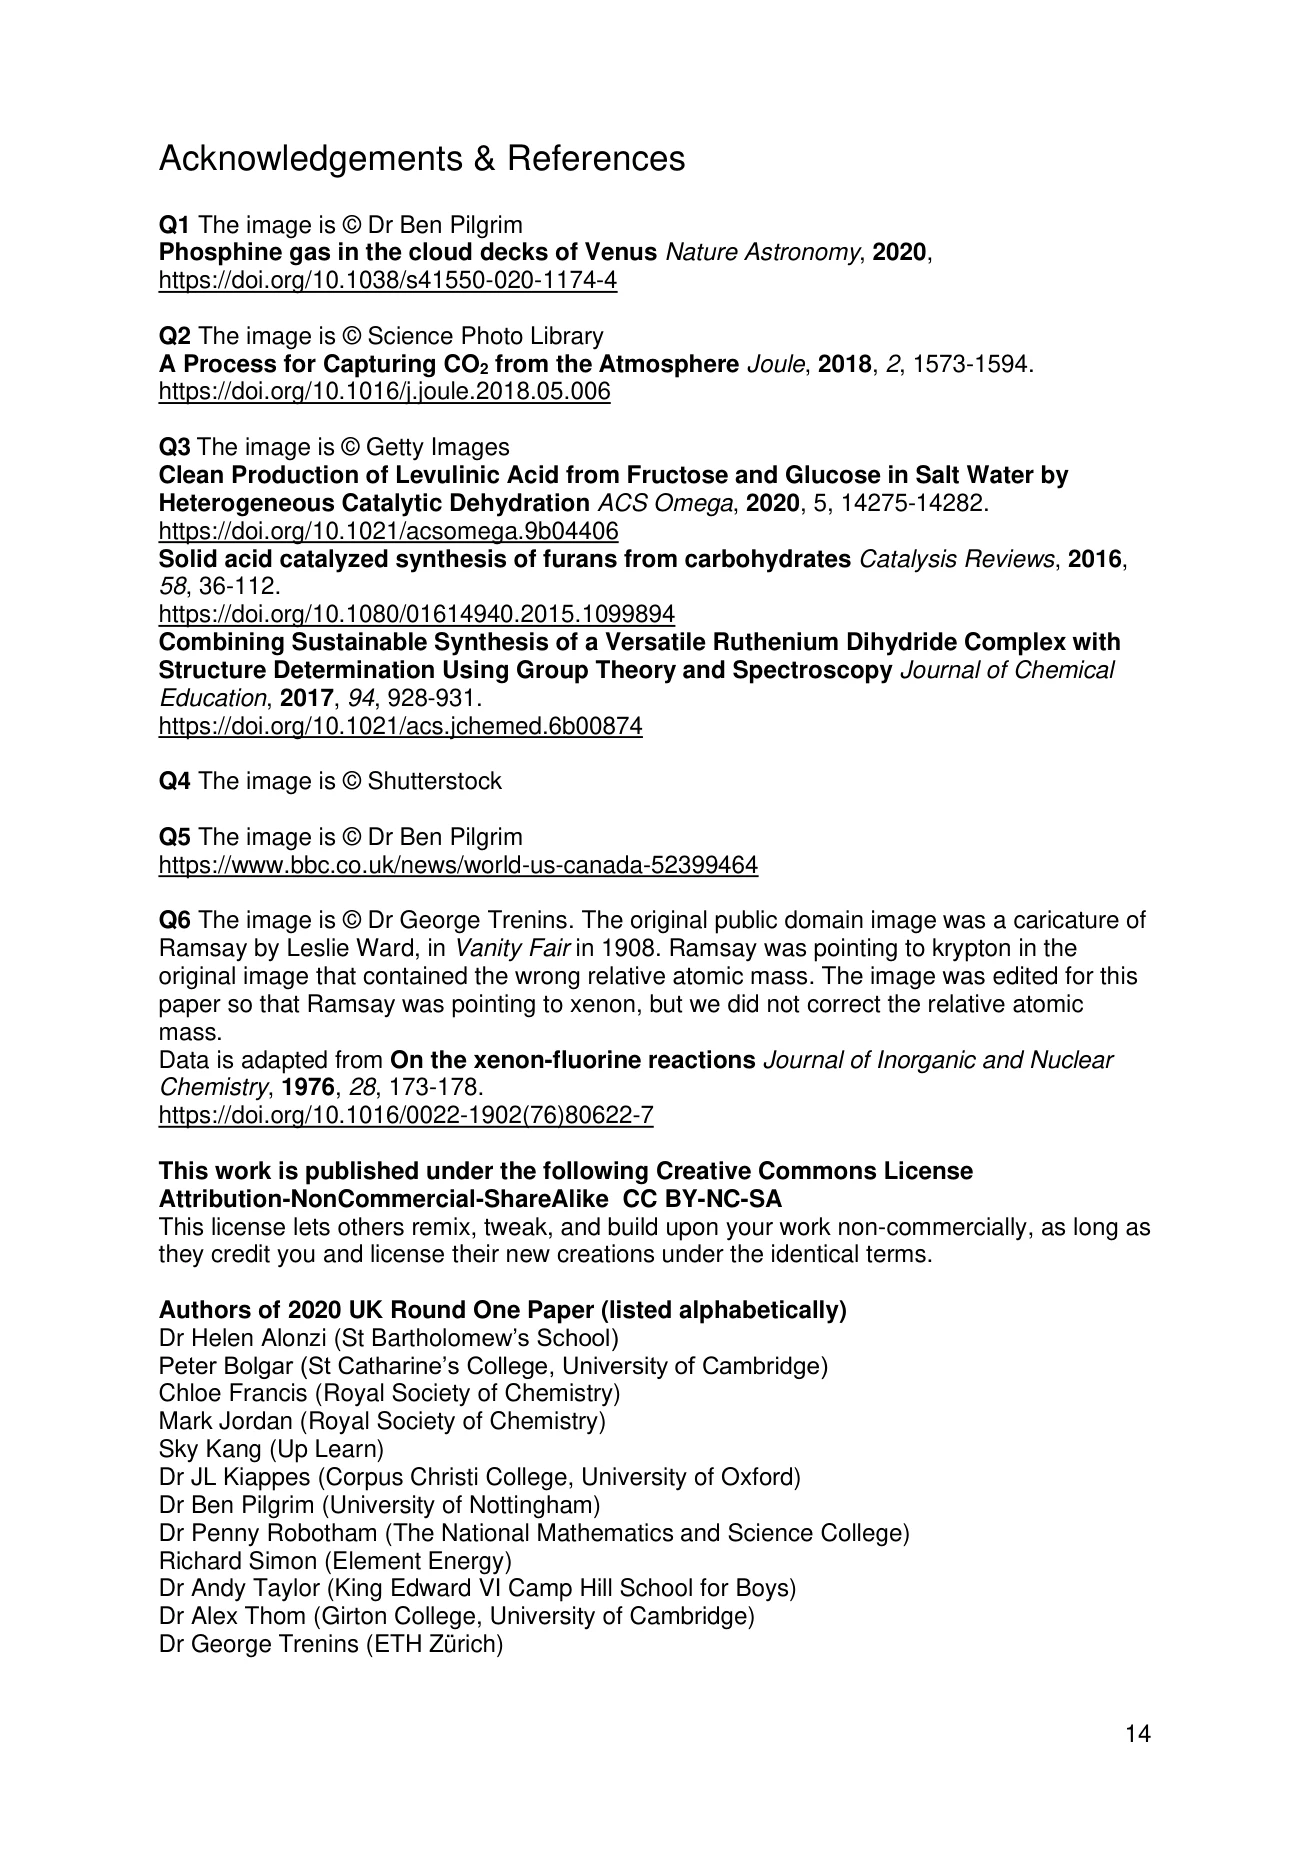 Acknowledgements & References
Q1 The image is © Dr Ben Pilgrim
Phosphine gas in the cloud decks of Venus Nature Astronomy, 2020,
https://doi.org/10.1038/s41550-020-1174-4
Q2 The image is © Science Photo Library
A Process for Capturing CO₂ from the Atmosphere Joule, 2018, 2, 1573-1594.
https://doi.org/10.1016/j.joule.2018.05.006
Q3 The image is © Getty Images
Clean Production of Levulinic Acid from Fructose and Glucose in Salt Water by
Heterogeneous Catalytic Dehydration ACS Omega, 2020, 5, 14275-14282.
https://doi.org/10.1021/acsomega.9b04406
Solid acid catalyzed synthesis of furans from carbohydrates Catalysis Reviews, 2016,
58, 36-112.
https://doi.org/10.1080/01614940.2015.1099894
Combining Sustainable Synthesis of a Versatile Ruthenium Dihydride Complex with
Structure Determination Using Group Theory and Spectroscopy Journal of Chemical
Education, 2017, 94, 928-931.
https://doi.org/10.1021/acs.jchemed.6b00874
Q4 The image is © Shutterstock
Q5 The image is © Dr Ben Pilgrim
https://www.bbc.co.uk/news/world-us-canada-52399464
Q6 The image is © Dr George Trenins. The original public domain image was a caricature of
Ramsay by Leslie Ward, in Vanity Fair in 1908. Ramsay was pointing to krypton in the
original image that contained the wrong relative atomic mass. The image was edited for this
paper so that Ramsay was pointing to xenon, but we did not correct the relative atomic
mass.
Data is adapted from On the xenon-fluorine reactions Journal of Inorganic and Nuclear
Chemistry, 1976, 28, 173-178.
https://doi.org/10.1016/0022-1902(76)80622-7
This work is published under the following Creative Commons License
Attribution-NonCommercial-ShareAlike  CC BY-NC-SA
This license lets others remix, tweak, and build upon your work non-commercially, as long as
they credit you and license their new creations under the identical terms.
Authors of 2020 UK Round One Paper (listed alphabetically)
Dr Helen Alonzi (St Bartholomew’s School)
Peter Bolgar (St Catharine’s College, University of Cambridge)
Chloe Francis (Royal Society of Chemistry)
Mark Jordan (Royal Society of Chemistry)
Sky Kang (Up Learn)
Dr JL Kiappes (Corpus Christi College, University of Oxford)
Dr Ben Pilgrim (University of Nottingham)
Dr Penny Robotham (The National Mathematics and Science College)
Richard Simon (Element Energy)
Dr Andy Taylor (King Edward VI Camp Hill School for Boys)
Dr Alex Thom (Girton College, University of Cambridge)
Dr George Trenins (ETH Zürich)
14